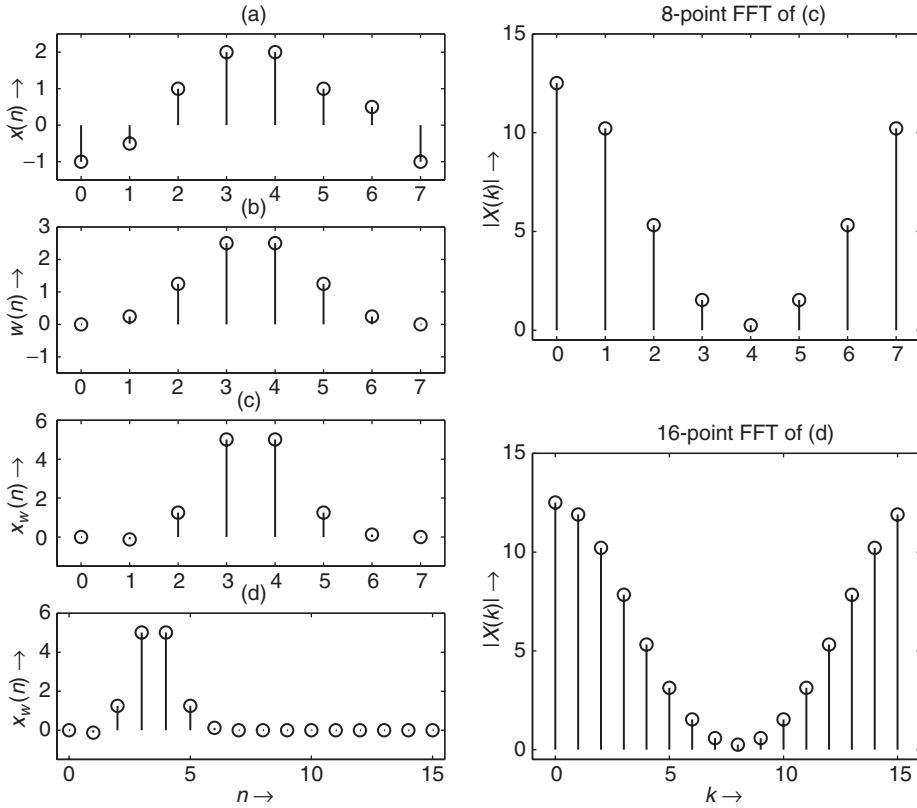 (a)
x(n) →
2
1
0
−1
0 1 2 3 4 5 6 7
(b)
w(n) →
3
2
1
0
−1
0 1 2 3 4 5 6 7
(c)
x_w(n) →
6
4
2
0
0 1 2 3 4 5 6 7
(d)
x_w(n) →
6
4
2
0
0 5 10 15
n →
8-point FFT of (c)
|X(k)| →
15
10
5
0
0 1 2 3 4 5 6 7
16-point FFT of (d)
|X(k)| →
15
10
5
0
0 5 10 15
k →